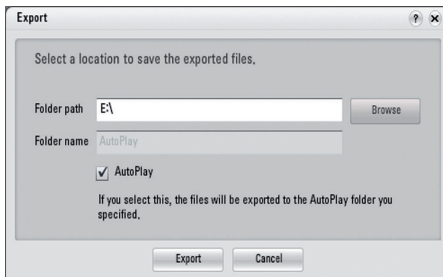 Export
? ×
Select a location to save the exported files.
Folder path E:\ Browse
Folder name AutoPlay
AutoPlay
If you select this, the files will be exported to the AutoPlay folder you
specified.
Export Cancel